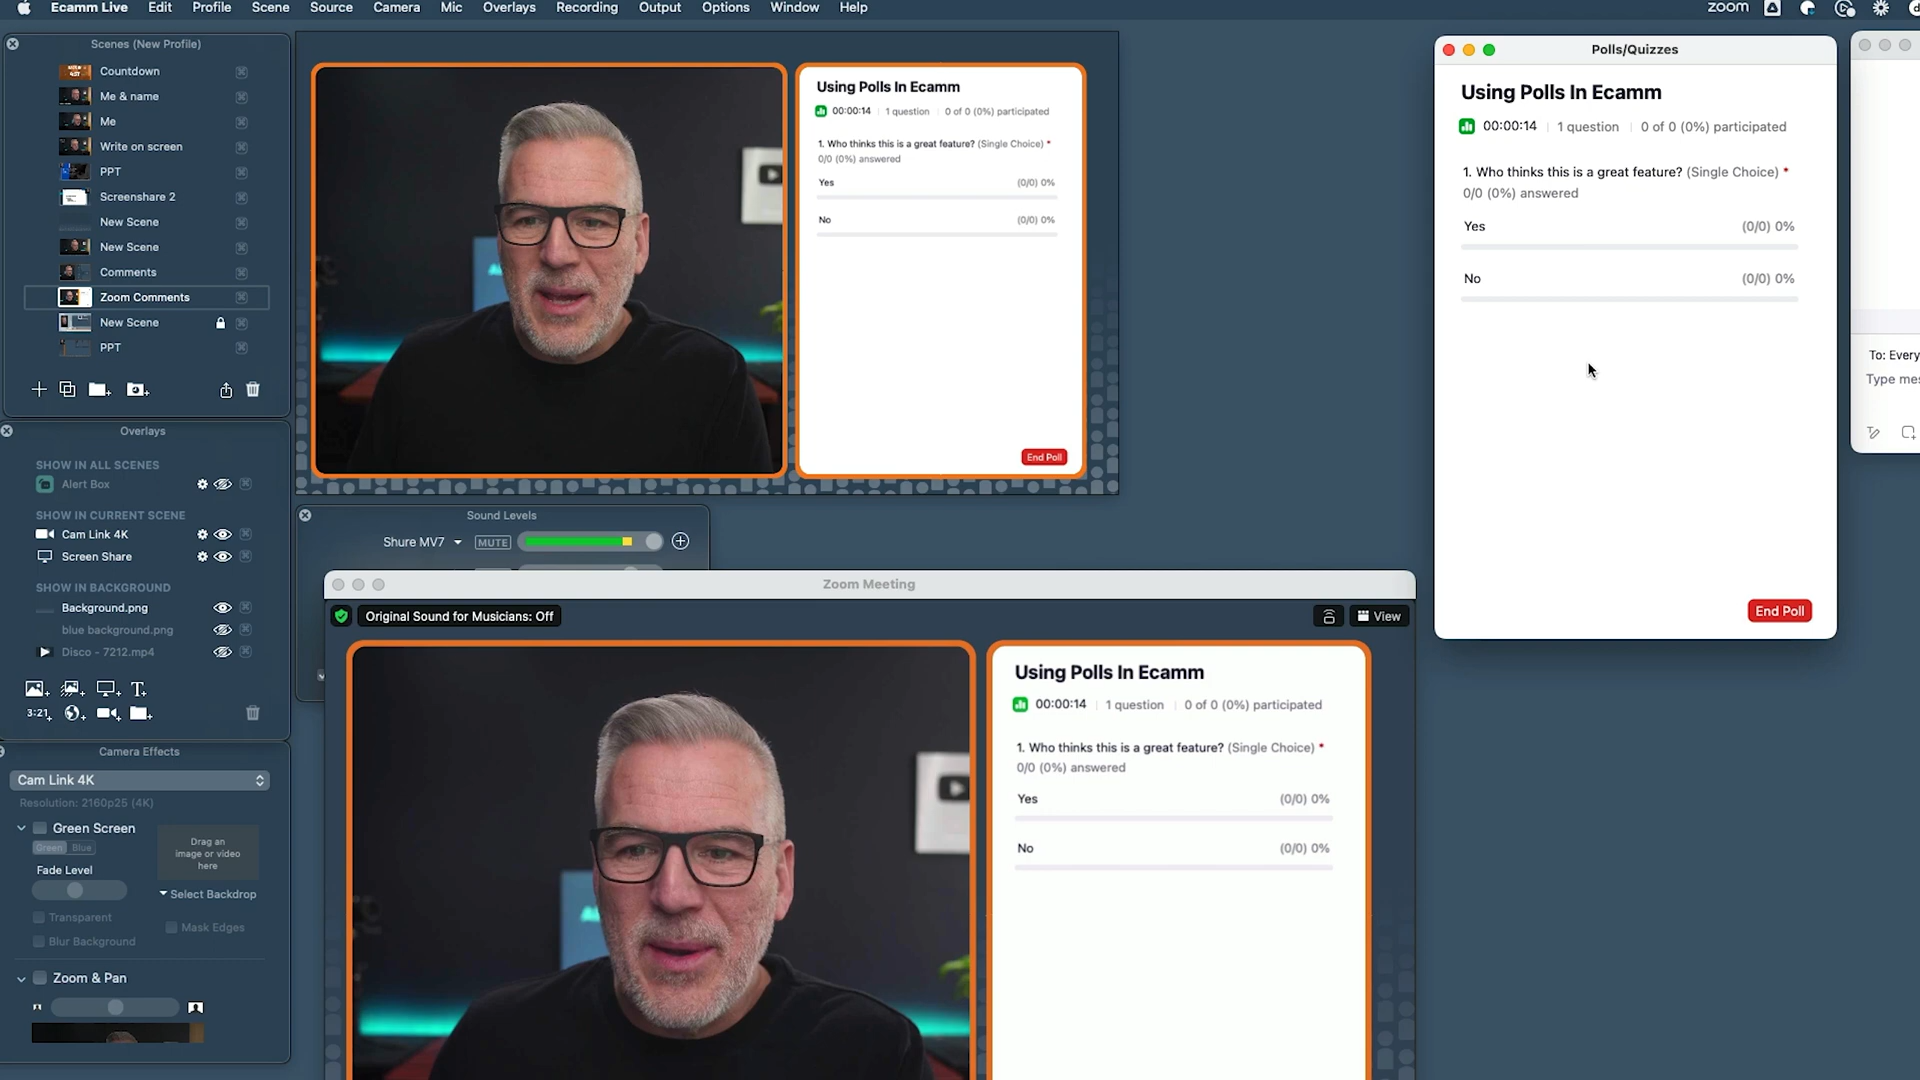 Ecamm Live Edit Profile Scene Source Camera Mic Overlays Recording Output Options Window Help
zoom
Scenes (New Profile)
Countdown
Me & name
Me
Write on screen
PPT
Screenshare 2
New Scene
New Scene
Comments
Zoom Comments
New Scene
PPT
Overlays
SHOW IN ALL SCENES
Alert Box
SHOW IN CURRENT SCENE
Cam Link 4K
Screen Share
SHOW IN BACKGROUND
Background.png
blue background.png
Disco - 7212.mp4
3:21
Camera Effects
Cam Link 4K
Resolution: 2160p25 (4K)
Green Screen
Green Blue
Fade Level
Drag an
image or video
here
Select Backdrop
Transparent
Mask Edges
Blur Background
Zoom & Pan
Using Polls In Ecamm
00:00:14 1 question 0 of 0 (0%) participated
1. Who thinks this is a great feature? (Single Choice) *
0/0 (0%) answered
Yes (0/0) 0%
No (0/0) 0%
End Poll
Sound Levels
Shure MV7 MUTE
Zoom Meeting
Original Sound for Musicians: Off
View
Using Polls In Ecamm
00:00:14 1 question 0 of 0 (0%) participated
1. Who thinks this is a great feature? (Single Choice) *
0/0 (0%) answered
Yes (0/0) 0%
No (0/0) 0%
Polls/Quizzes
Using Polls In Ecamm
00:00:14 1 question 0 of 0 (0%) participated
1. Who thinks this is a great feature? (Single Choice) *
0/0 (0%) answered
Yes (0/0) 0%
No (0/0) 0%
End Poll
To: Every
Type mes